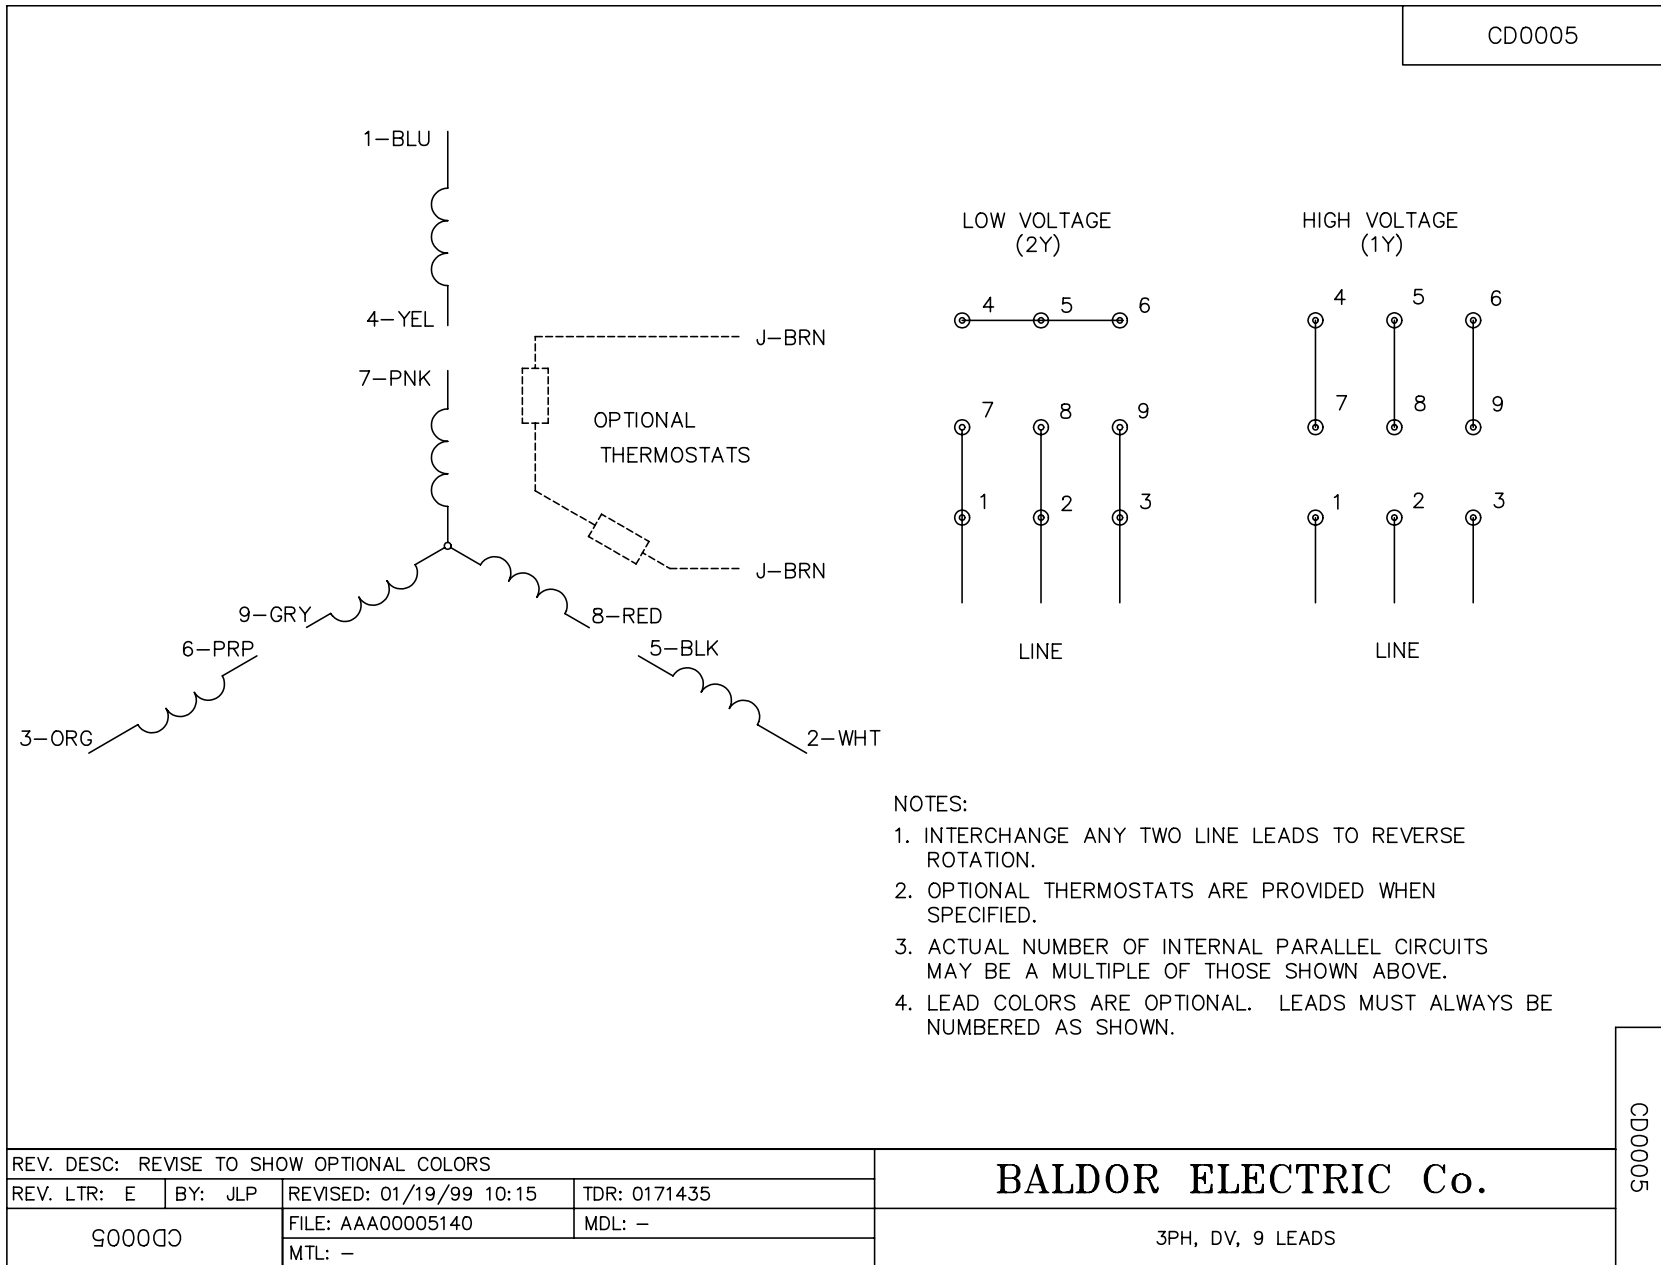 CD0005
1-BLU
4-YEL
7-PNK
9-GRY
6-PRP
3-ORG
8-RED
5-BLK
2-WHT
J-BRN
OPTIONAL
THERMOSTATS
J-BRN
LOW VOLTAGE
(2Y)
4 5 6
7 8 9
1 2 3
LINE
HIGH VOLTAGE
(1Y)
4 5 6
7 8 9
1 2 3
LINE
NOTES:
1. INTERCHANGE ANY TWO LINE LEADS TO REVERSE
ROTATION.
2. OPTIONAL THERMOSTATS ARE PROVIDED WHEN
SPECIFIED.
3. ACTUAL NUMBER OF INTERNAL PARALLEL CIRCUITS
MAY BE A MULTIPLE OF THOSE SHOWN ABOVE.
4. LEAD COLORS ARE OPTIONAL. LEADS MUST ALWAYS BE
NUMBERED AS SHOWN.
CD0005
REV. DESC: REVISE TO SHOW OPTIONAL COLORS
REV. LTR: E BY: JLP REVISED: 01/19/99 10:15 TDR: 0171435
CD0005
FILE: AAA00005140 MDL: -
MTL: -
BALDOR ELECTRIC Co.
3PH, DV, 9 LEADS